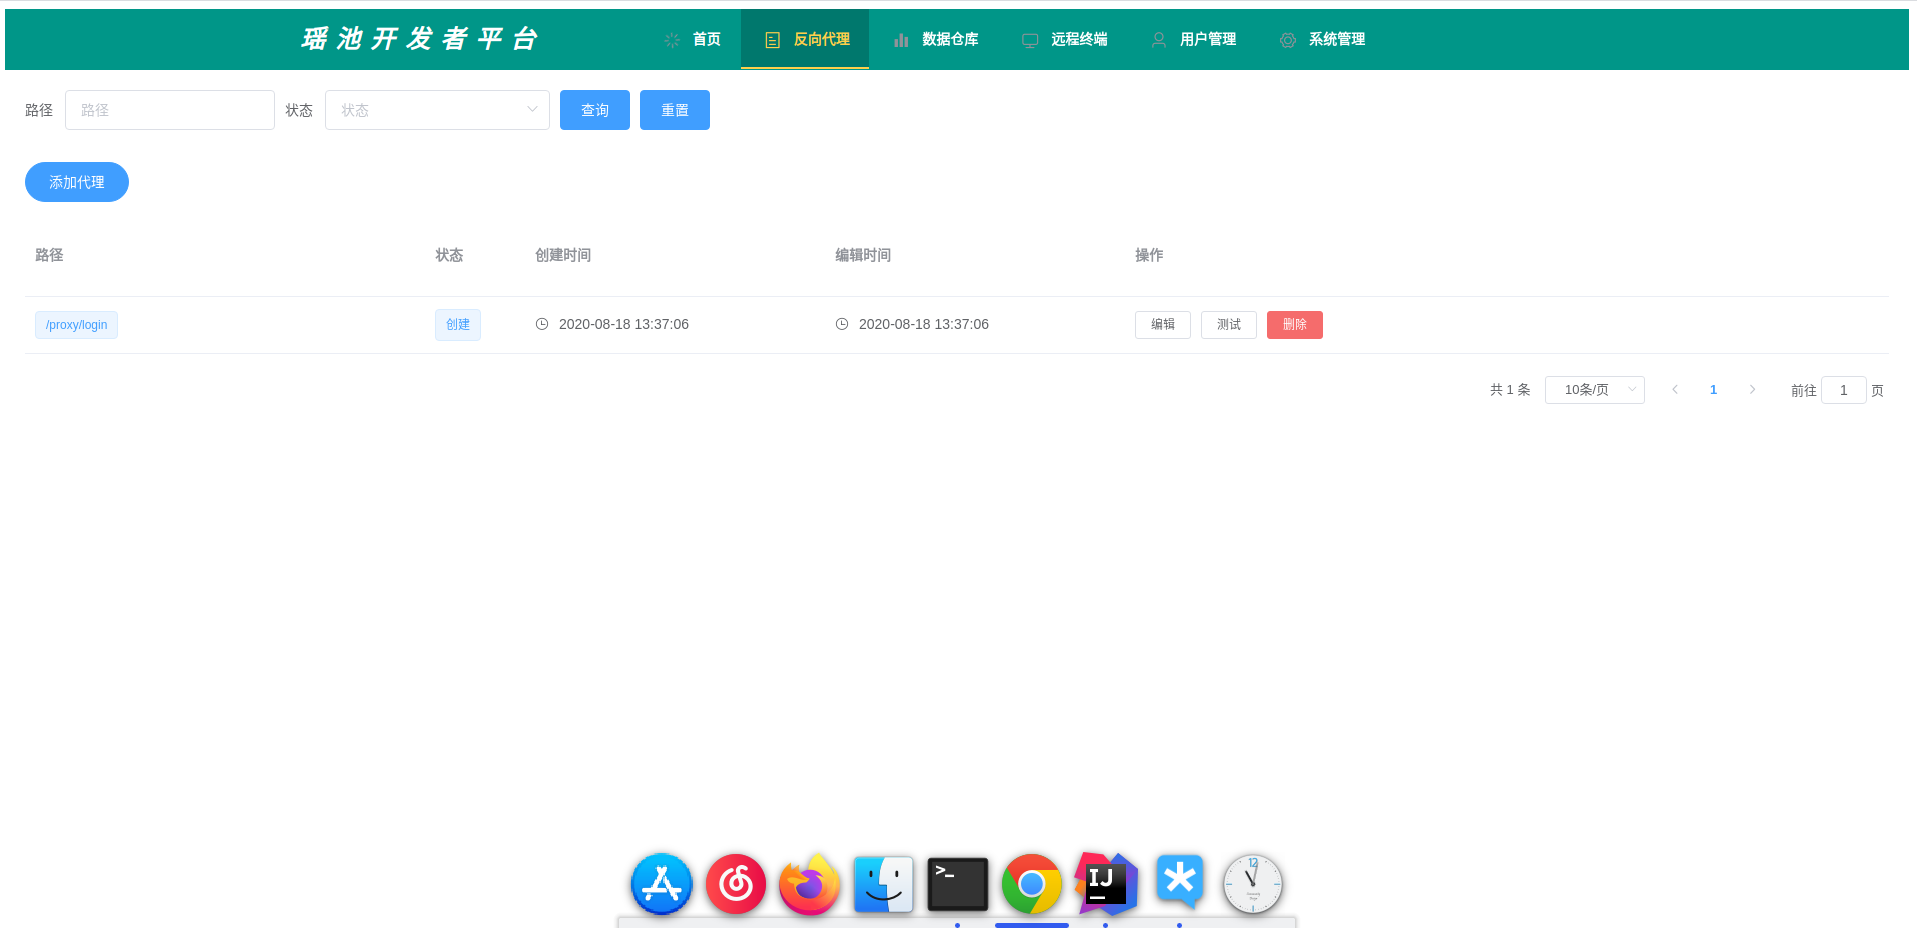 瑶池开发者平台 首页 反向代理 数据仓库 远程终端 用户管理 系统管理
路径 路径 状态 状态 查询 重置
添加代理
路径 状态 创建时间 编辑时间 操作
/proxy/login 创建 2020-08-18 13:37:06 2020-08-18 13:37:06 编辑 测试 删除
共 1 条 10条/页 1 前往 1 页
>_ IJ 12